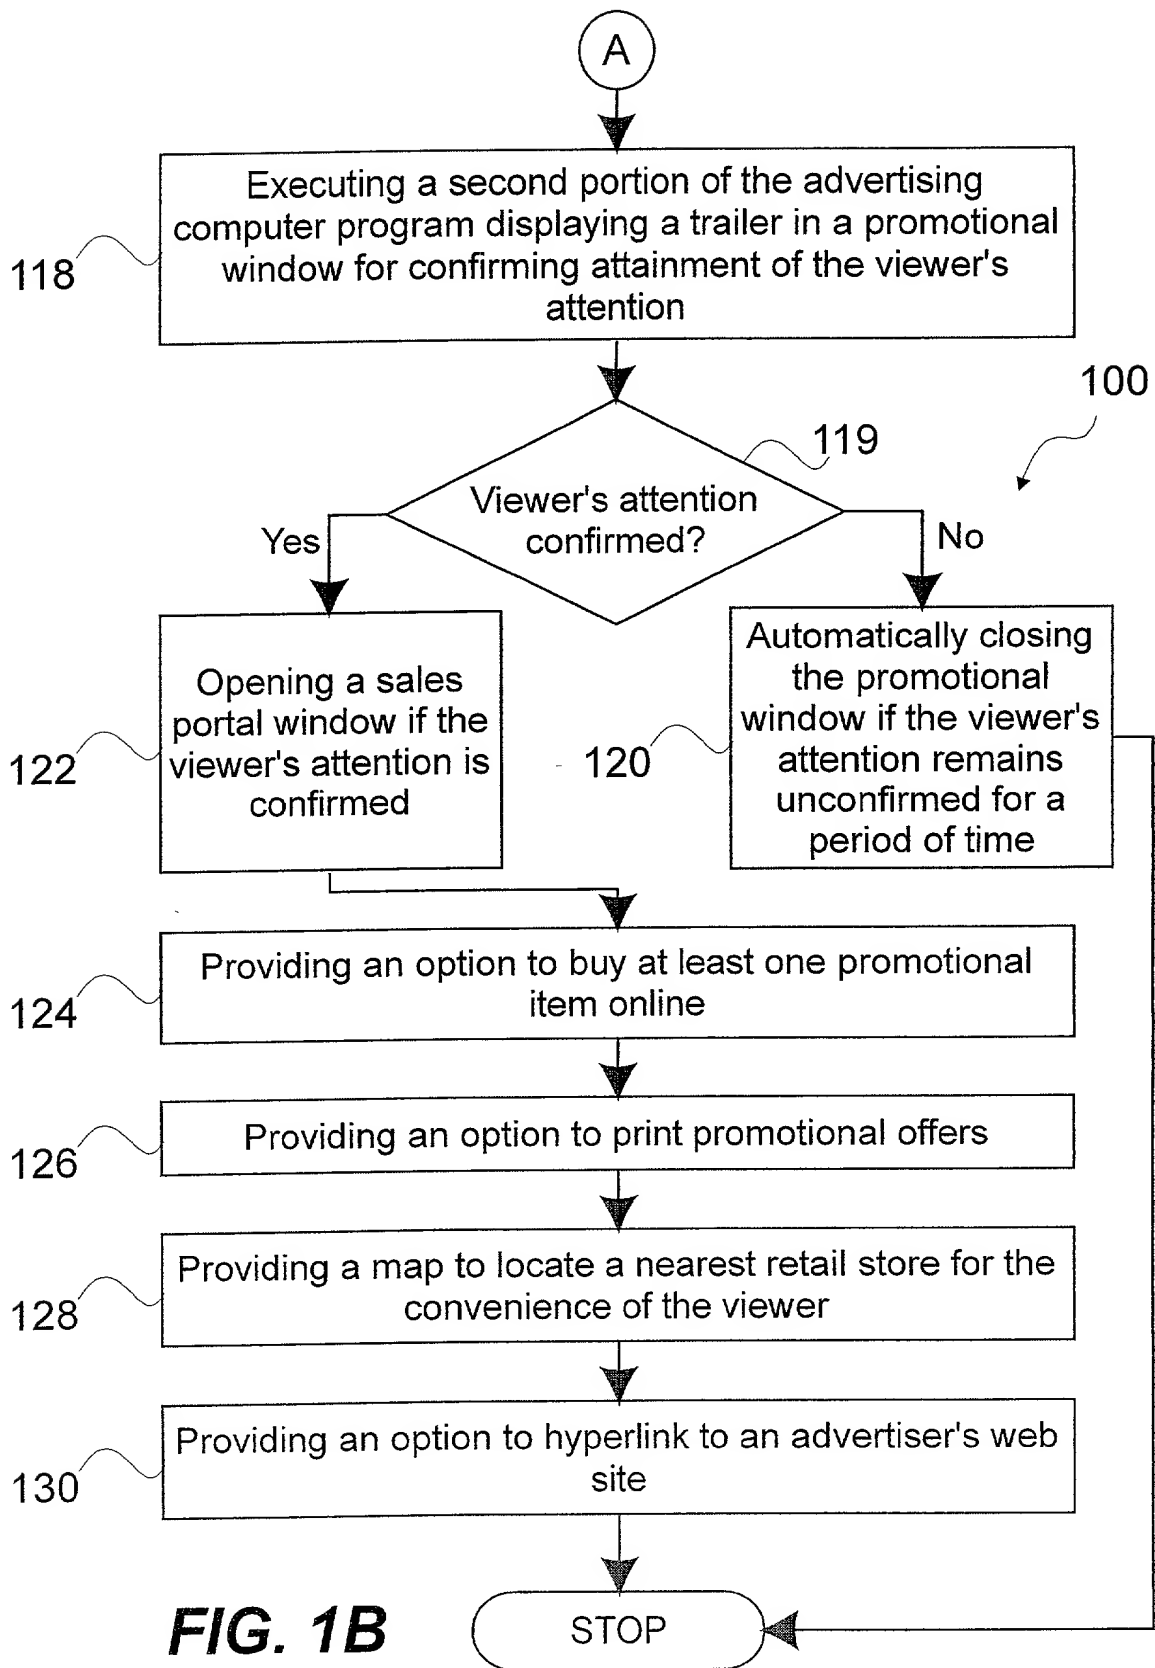 A
Executing a second portion of the advertising
computer program displaying a trailer in a promotional
window for confirming attainment of the viewer's
attention
118
100
119
Viewer's attention
confirmed?
Yes
No
Opening a sales
portal window if the
viewer's attention is
confirmed
122
Automatically closing
the promotional
window if the viewer's
attention remains
unconfirmed for a
period of time
120
Providing an option to buy at least one promotional
item online
124
Providing an option to print promotional offers
126
Providing a map to locate a nearest retail store for the
convenience of the viewer
128
Providing an option to hyperlink to an advertiser's web
site
130
FIG. 1B
STOP